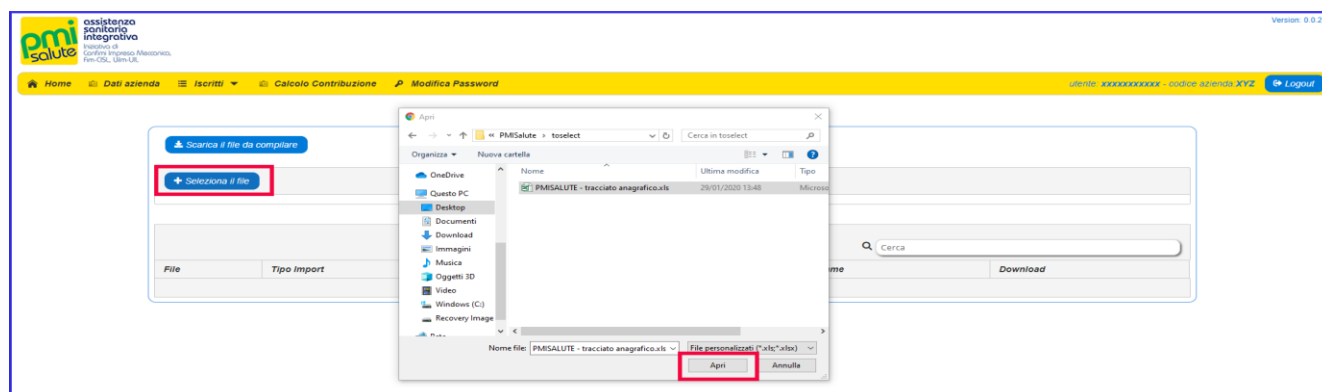 Version: 0.0.2
pmi salute
assistenza
sanitaria
integrativa
Iniziativa di
Confimi Impresa Meccanica,
Fim-CISL, Uilm-UIL
Home Dati azienda Iscritti Calcolo Contribuzione Modifica Password utente: xxxxxxxxxxx - codice azienda XYZ Logout
Scarica il file da compilare
+ Seleziona il file
Cerca
File Tipo Import me Download
Apri
« PMISalute › toselect Cerca in toselect
Organizza Nuova cartella
Nome Ultima modifica Tipo
OneDrive
Questo PC
Desktop
Documenti
Download
Immagini
Musica
Oggetti 3D
Video
Windows (C:)
Recovery Image
PMISALUTE - tracciato anagrafico.xls 29/01/2020 13:48 Microso
Nome file: PMISALUTE - tracciato anagrafico.xls File personalizzati (*.xls;*.xlsx)
Apri Annulla